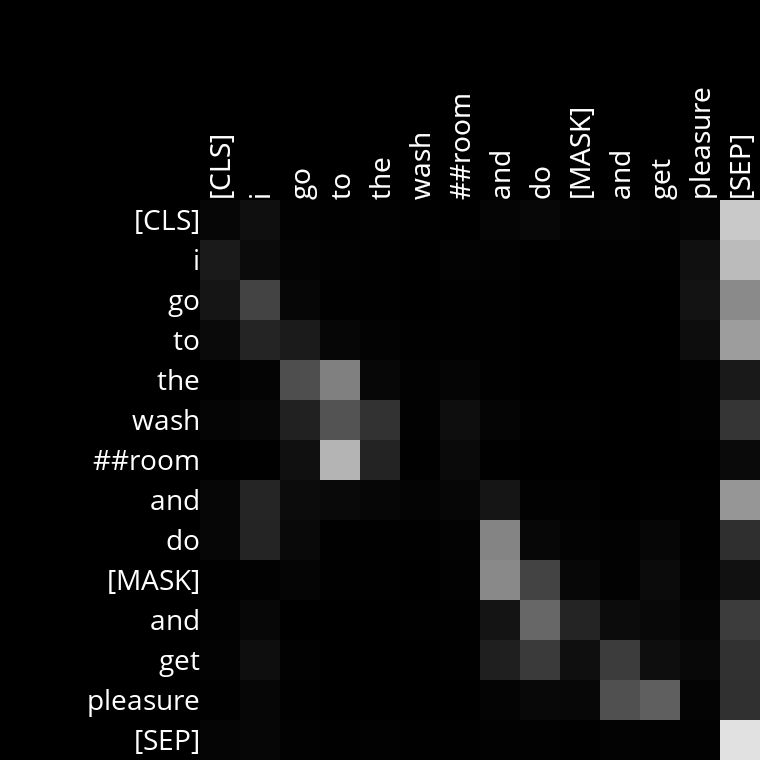 [CLS]
i
go
to
the
wash
##room
and
do
[MASK]
and
get
pleasure
[SEP]
[CLS]
i
go
to
the
wash
##room
and
do
[MASK]
and
get
pleasure
[SEP]